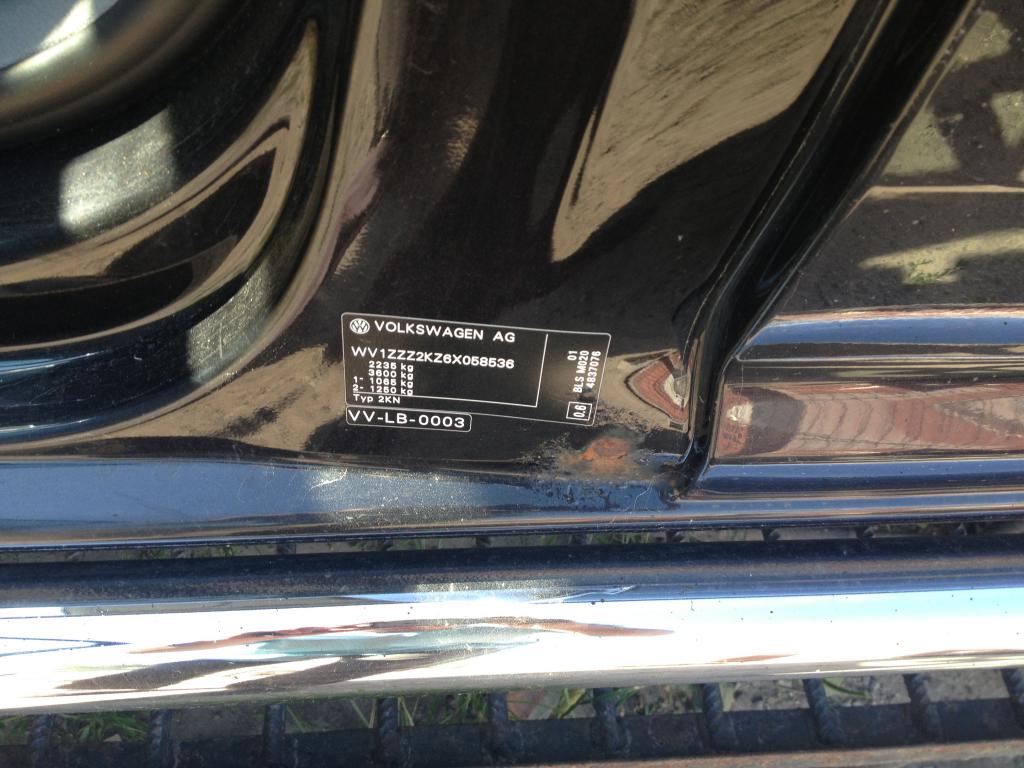 VOLKSWAGEN AG
WV1ZZZ2KZ6X058536
2235 kg
3600 kg
1- 1065 kg
2- 1250 kg
Typ 2KN
01
BLS M020
4837076
0.6
VV-LB-0003